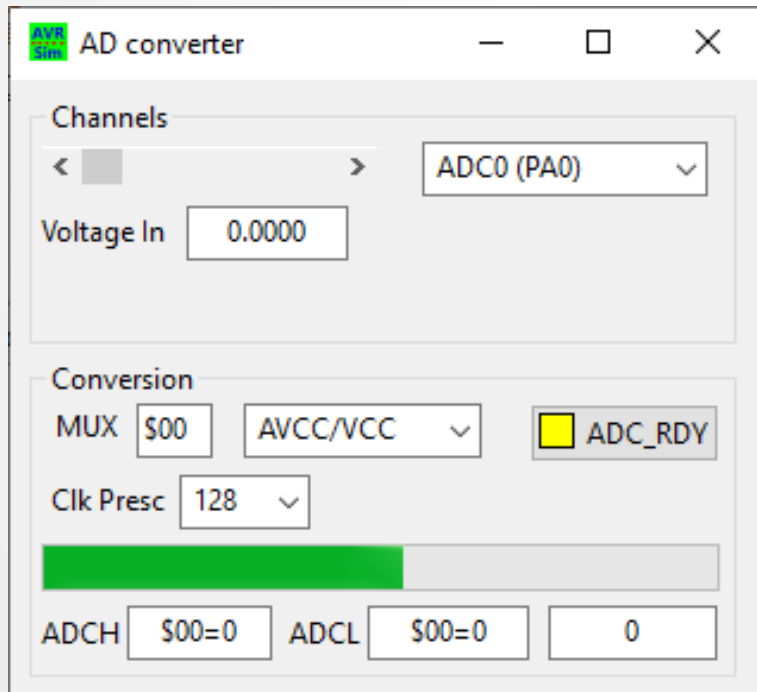 AVR
Sim
AD converter
Channels
ADC0 (PA0)
Voltage In 0.0000
Conversion
MUX $00 AVCC/VCC ADC_RDY
Clk Presc 128
ADCH $00=0 ADCL $00=0 0